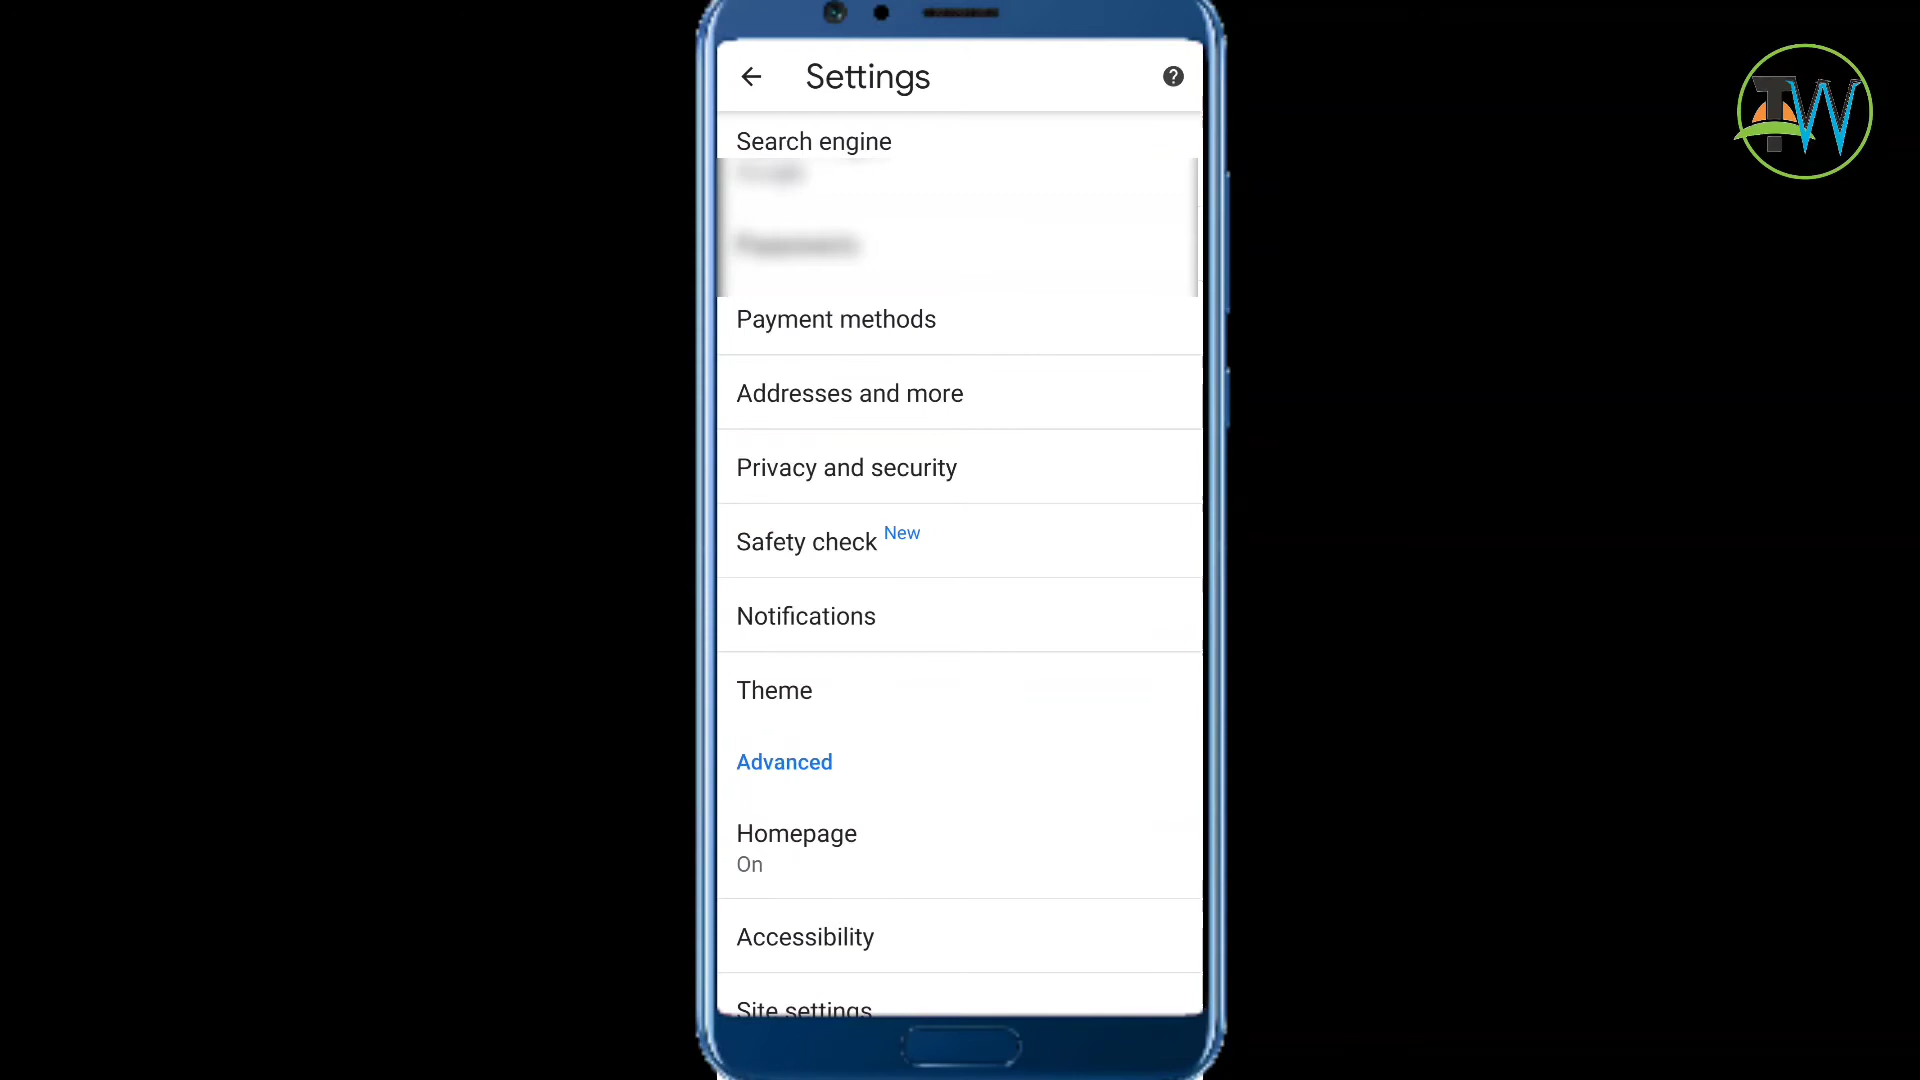 Settings
Search engine
Payment methods
Addresses and more
Privacy and security
Safety check New
Notifications
Theme
Advanced
Homepage
On
Accessibility
Site settings
TW